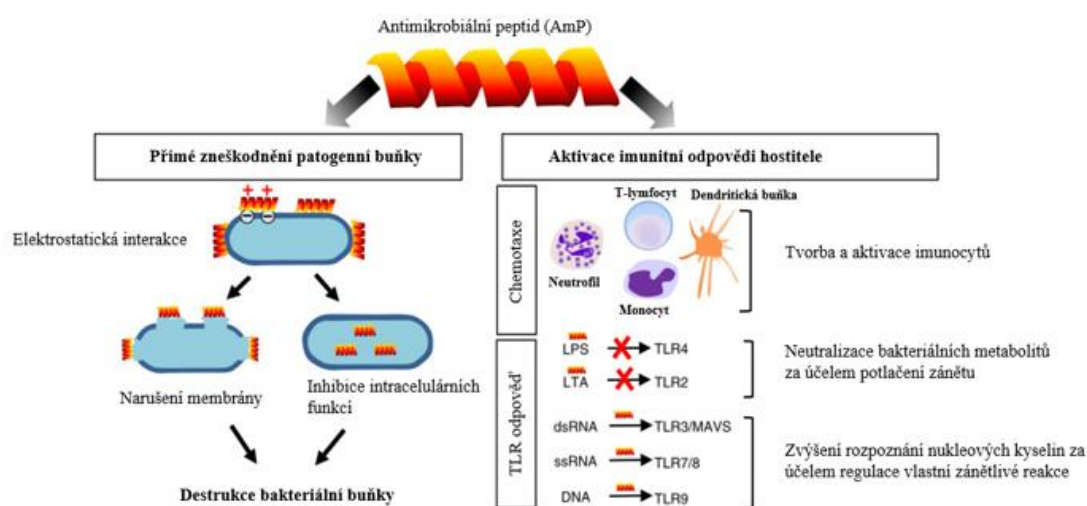 Antimikrobiální peptid (AmP)
Přímé zneškodnění patogenní buňky
+ +
Elektrostatická interakce
Narušení membrány
Inhibice intracelulárních
funkcí
Destrukce bakteriální buňky
Aktivace imunitní odpovědi hostitele
Chemotaxe
T-lymfocyt
Dendritická buňka
Neutrofil
Monocyt
Tvorba a aktivace imunocytů
TLR odpověď
LPS TLR4
LTA TLR2
Neutralizace bakteriálních metabolitů
za účelem potlačení zánětu
dsRNA TLR3/MAVS
ssRNA TLR7/8
DNA TLR9
Zvýšení rozpoznání nukleových kyselin za
účelem regulace vlastní zánětlivé reakce